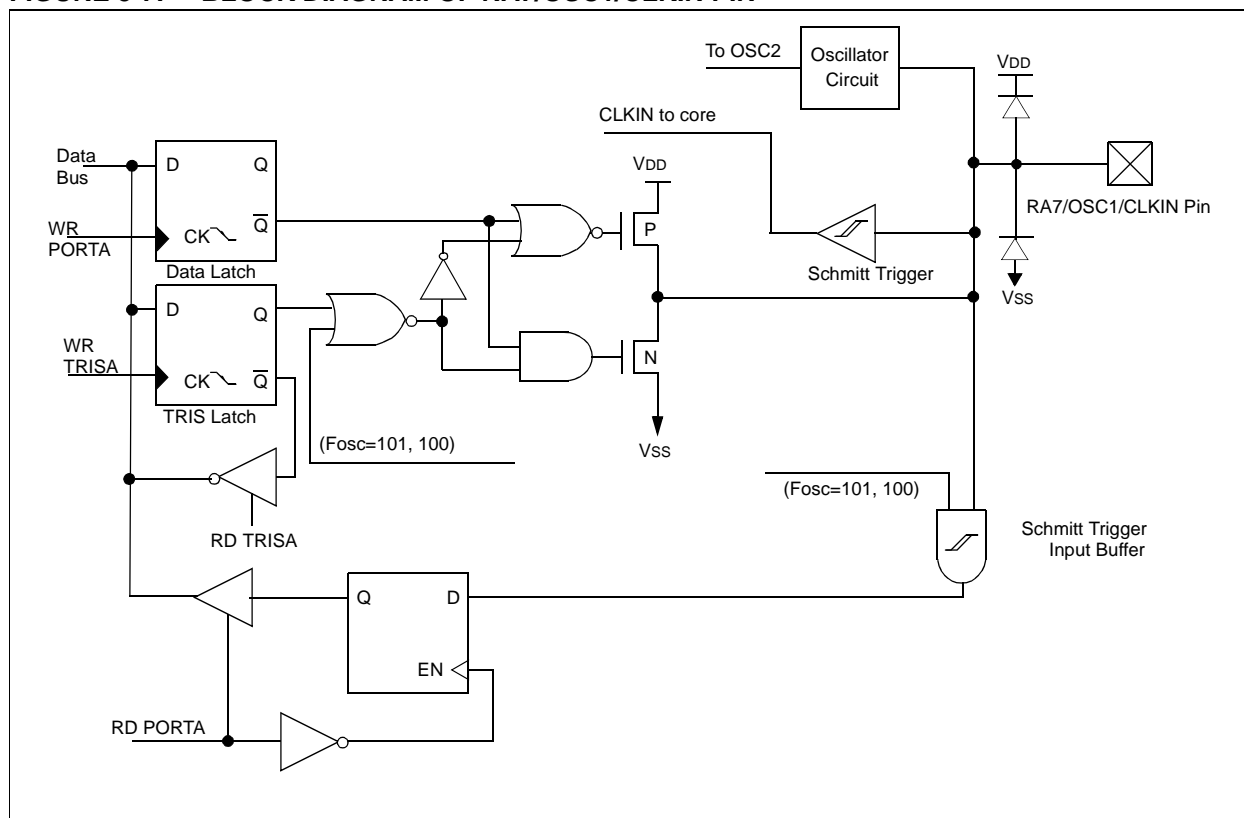 To OSC2
Oscillator
Circuit
VDD
CLKIN to core
Data
Bus
D
Q
VDD
RA7/OSC1/CLKIN Pin
WR
PORTA
CK
Q
P
Data Latch
Schmitt Trigger
VSS
D
Q
WR
TRISA
CK
Q
N
TRIS Latch
(Fosc=101, 100)
VSS
(Fosc=101, 100)
RD TRISA
Schmitt Trigger
Input Buffer
Q
D
EN
RD PORTA